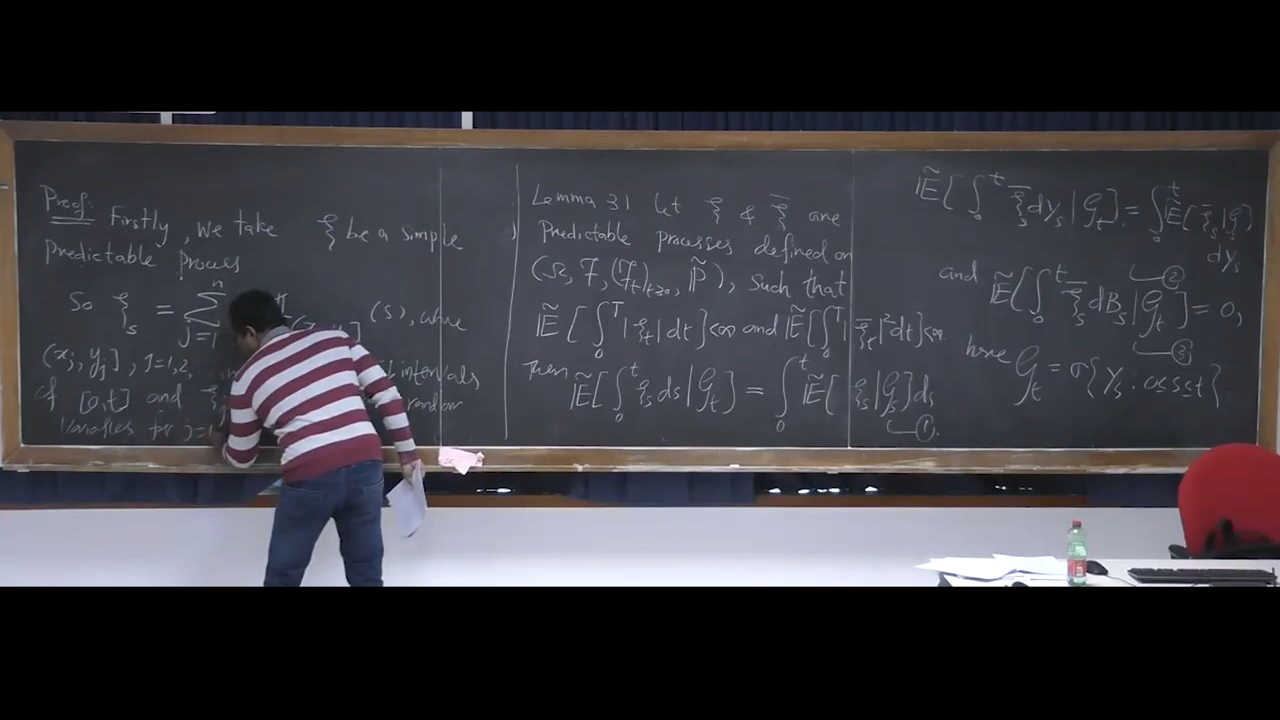 Proof: Firstly, we take ξ be a simple
Predictable Process
So ξ_s = Σ_{j=1}^n (s), where
(x_j, y_j], j=1,2, intervals
of [0,t] and ξ random
Variables for j=1
Lemma 3.1 let ξ & ξ̅ are
Predictable processes defined on
(Ω, F, (F_t)_{t≥0}, P̃), such that
Ẽ[∫_0^T |ξ_t| dt]<∞ and Ẽ[∫_0^T |ξ̅_t|²dt]<∞
Then Ẽ[∫_0^t ξ_s ds | G_t] = ∫_0^t Ẽ[ξ_s | G_s] ds
①.
Ẽ[∫_0^t ξ̅_s dY_s | G_t] = ∫_0^t Ẽ[ξ̅_s | G_s]
dY_s
②
and Ẽ[∫_0^t ξ̅_s dB_s | G_t] = 0,
③
here G_t = σ{Y_s : 0≤s≤t}